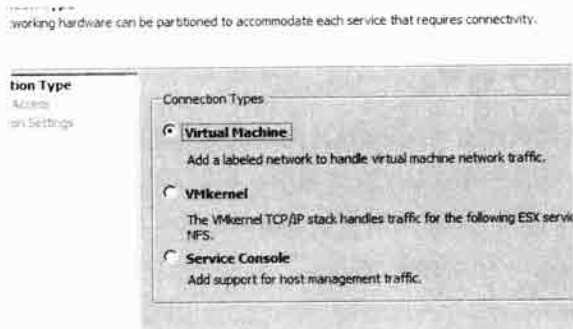 working hardware can be partitioned to accommodate each service that requires connectivity.
tion Type
Access
on Settings
Connection Types
Virtual Machine
Add a labeled network to handle virtual machine network traffic.
VMkernel
The VMkernel TCP/IP stack handles traffic for the following ESX servic
NFS.
Service Console
Add support for host management traffic.